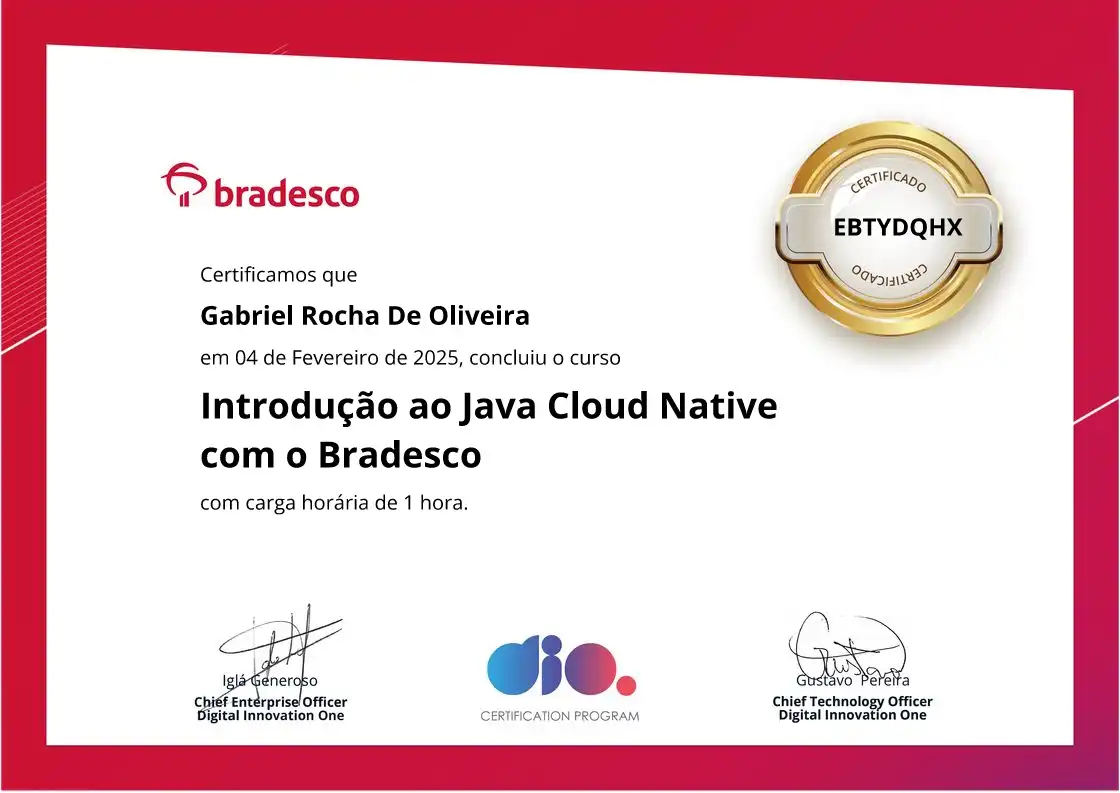 bradesco
CERTIFICADO
EBTYDQHX
CERTIFICADO
Certificamos que
Gabriel Rocha De Oliveira
em 04 de Fevereiro de 2025, concluiu o curso
Introdução ao Java Cloud Native
com o Bradesco
com carga horária de 1 hora.
Iglá Generoso
Chief Enterprise Officer
Digital Innovation One
dio.
CERTIFICATION PROGRAM
Gustavo
Gustavo Pereira
Chief Technology Officer
Digital Innovation One